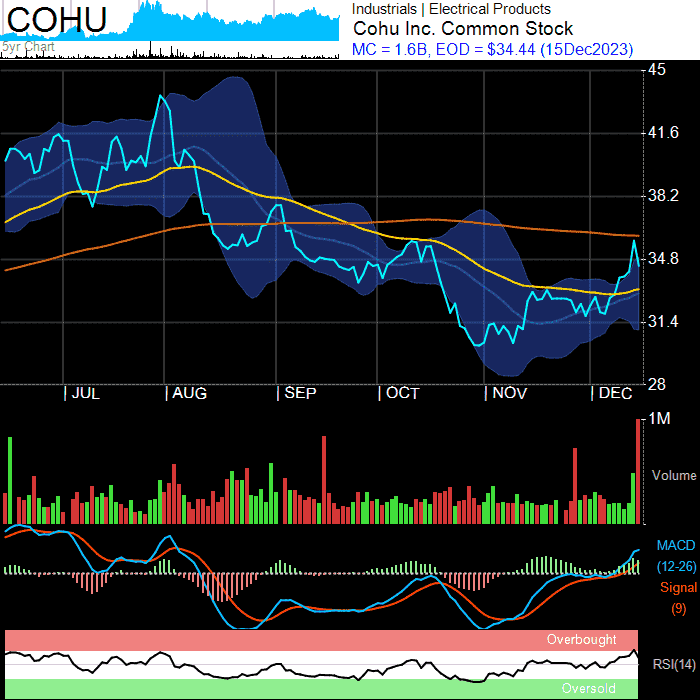 COHU
5yr Chart
Industrials | Electrical Products
Cohu Inc. Common Stock
MC = 1.6B, EOD = $34.44 (15Dec2023)
45
41.6
38.2
34.8
31.4
28
| JUL | AUG | SEP | OCT | NOV | DEC
1M
Volume
MACD
(12-26)
Signal
(9)
Overbought
RSI(14)
Oversold